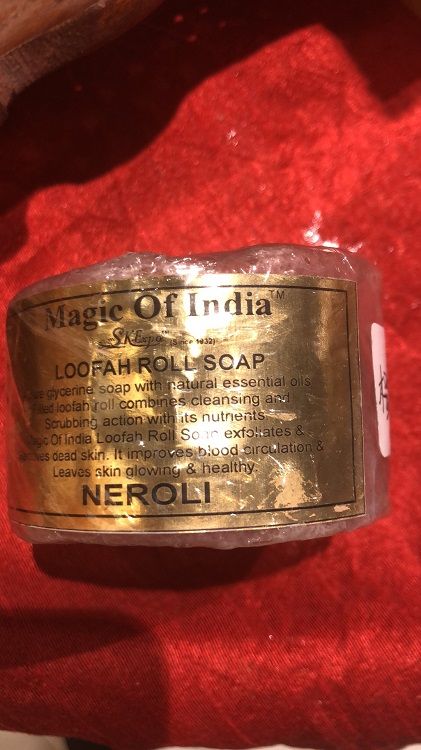 Magic Of India™
SKExpo (Since 1932)
LOOFAH ROLL SOAP
glycerine soap with natural essential oils
loofah roll combines cleansing and
Scrubbing action with its nutrients
Of India Loofah Roll Soap exfoliates &
dead skin. It improves blood circulation &
Leaves skin glowing & healthy.
NEROLI